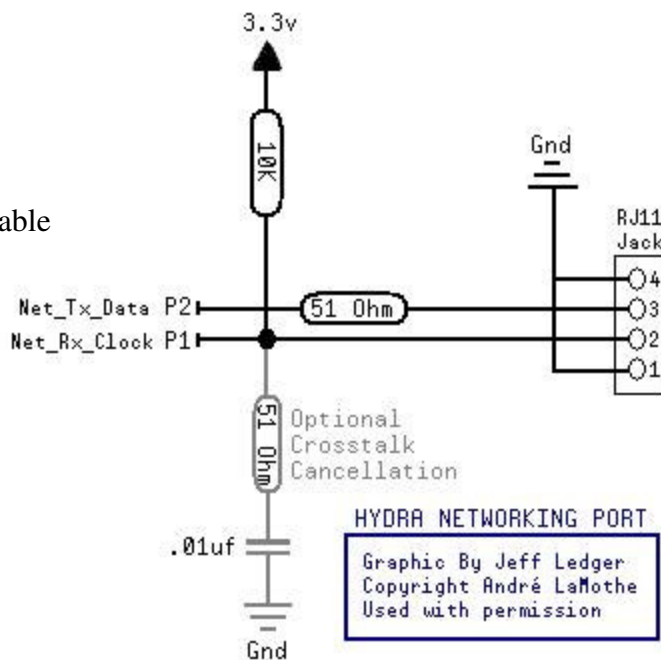 3.3v
10K
Gnd
able
RJ11
Jack
4
Net_Tx_Data P2
51 Ohm
3
Net_Rx_Clock P1
2
1
51 Ohm
Optional
Crosstalk
Cancellation
.01uf
Gnd
HYDRA NETWORKING PORT
Graphic By Jeff Ledger
Copyright André LaMothe
Used with permission